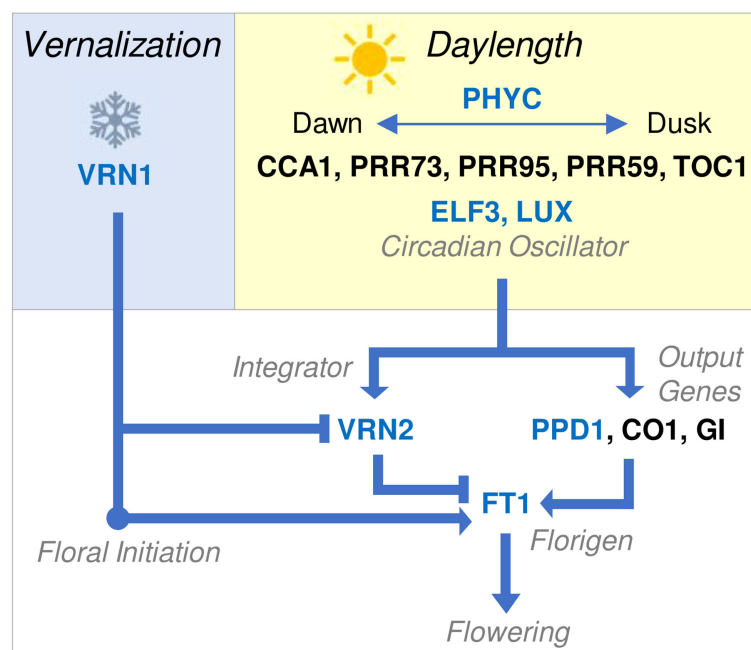 Vernalization
Daylength
PHYC
Dawn
Dusk
VRN1
CCA1, PRR73, PRR95, PRR59, TOC1
ELF3, LUX
Circadian Oscillator
Integrator
Output
Genes
VRN2
PPD1, CO1, GI
FT1
Floral Initiation
Florigen
Flowering